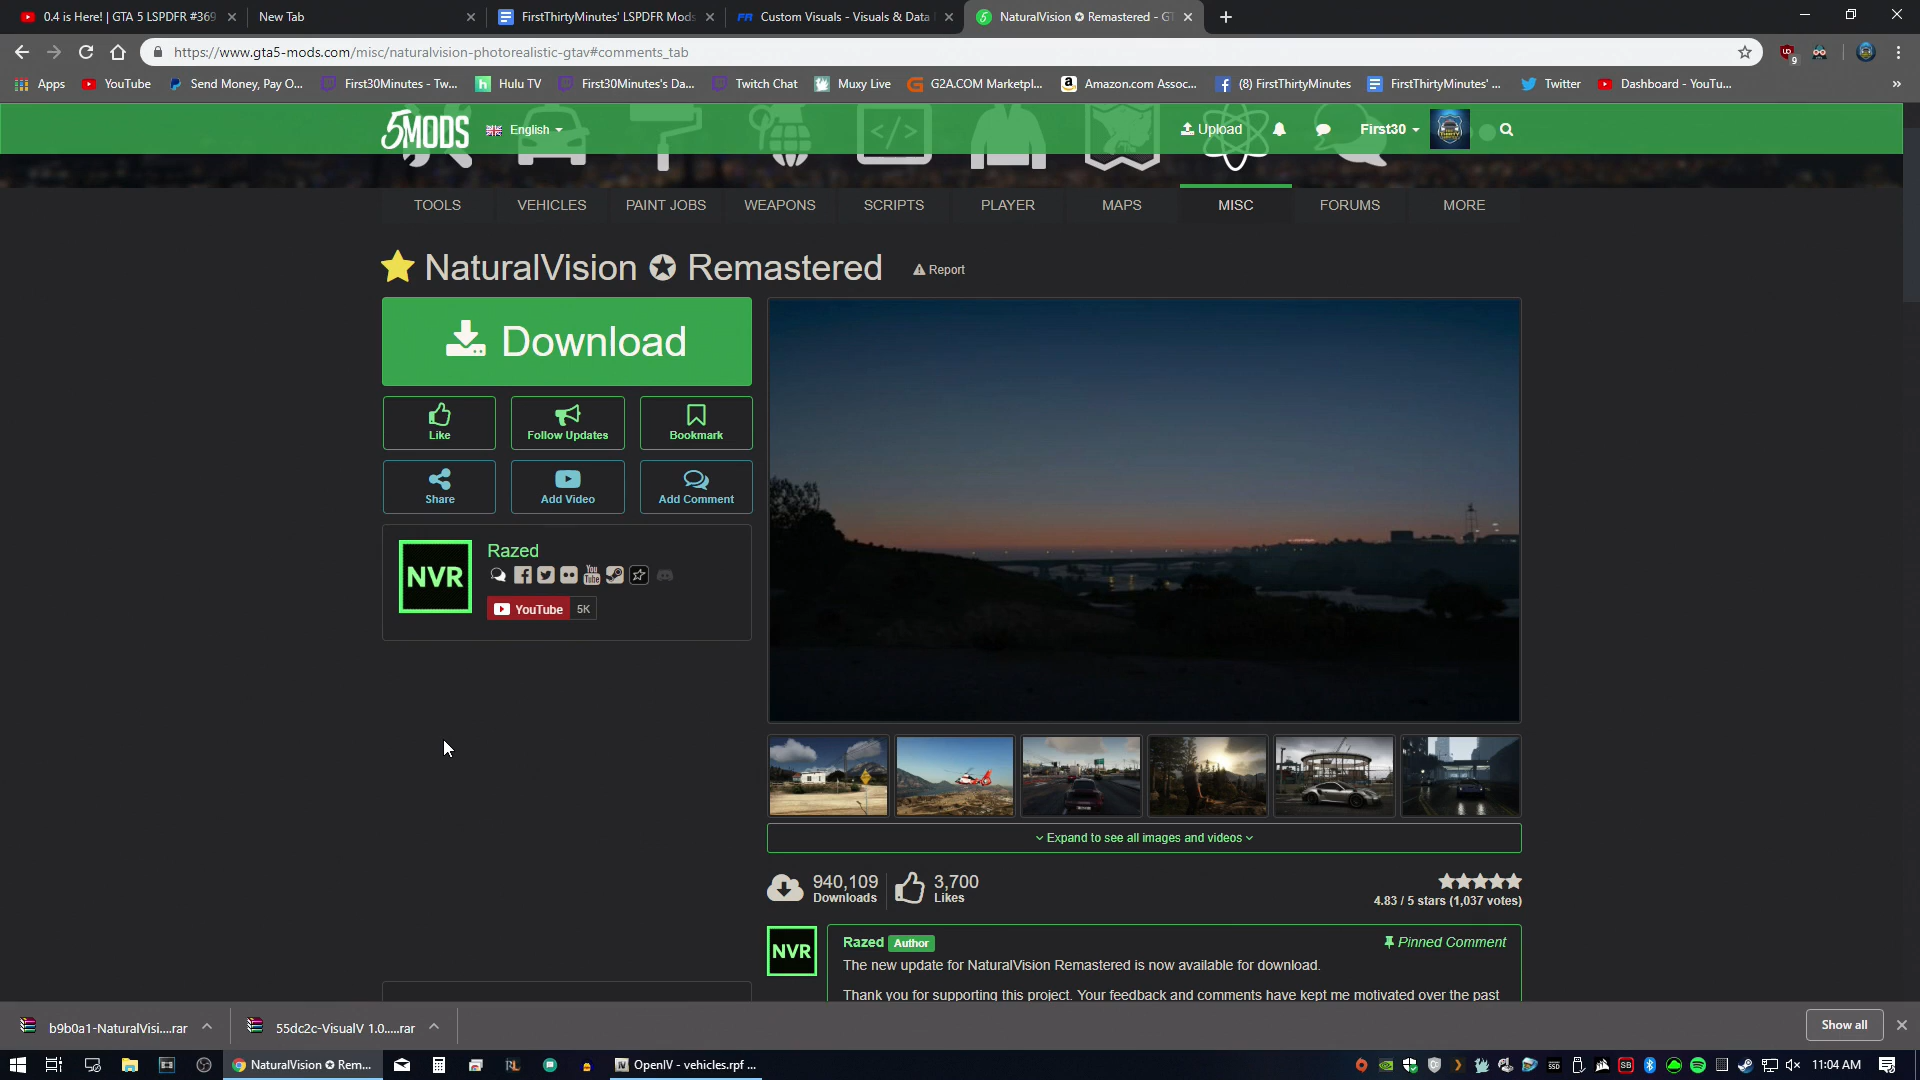 0.4 is Here! | GTA 5 LSPDFR #369
New Tab
FirstThirtyMinutes' LSPDFR Mods
Custom Visuals - Visuals & Data
NaturalVision ✪ Remastered - GT
https://www.gta5-mods.com/misc/naturalvision-photorealistic-gtav#comments_tab
9
Apps
YouTube
Send Money, Pay O...
First30Minutes - Tw...
Hulu TV
First30Minutes's Da...
Twitch Chat
Muxy Live
G2A.COM Marketpl...
Amazon.com Assoc...
(8) FirstThirtyMinutes
FirstThirtyMinutes' ...
Twitter
Dashboard - YouTu...
»
5MODS
English
Upload
First30
TOOLS
VEHICLES
PAINT JOBS
WEAPONS
SCRIPTS
PLAYER
MAPS
MISC
FORUMS
MORE
NaturalVision ✪ Remastered
Report
Download
Like
Follow Updates
Bookmark
Share
Add Video
Add Comment
NVR
Razed
YouTube 5K
Expand to see all images and videos
940,109
Downloads
3,700
Likes
4.83 / 5 stars (1,037 votes)
NVR
Razed Author
Pinned Comment
The new update for NaturalVision Remastered is now available for download.
Thank you for supporting this project. Your feedback and comments have kept me motivated over the past
b9b0a1-NaturalVisi....rar
55dc2c-VisualV 1.0.....rar
Show all
NaturalVision ✪ Rem...
OpenIV - vehicles.rpf ...
11:04 AM